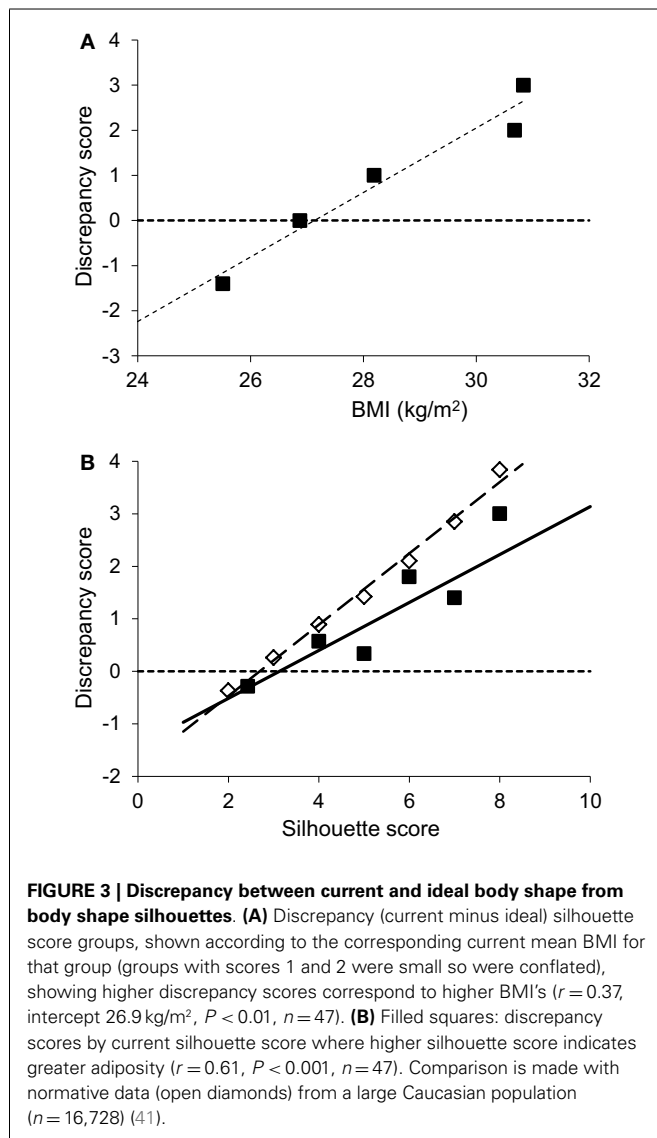 A
3
2
1
0
-1
-2
-3
Discrepancy score
24
26
28
30
32
BMI (kg/m²)
B
4
3
2
1
0
-1
-2
Discrepancy score
0
2
4
6
8
10
Silhouette score
FIGURE 3 | Discrepancy between current and ideal body shape from
body shape silhouettes. (A) Discrepancy (current minus ideal) silhouette
score groups, shown according to the corresponding current mean BMI for
that group (groups with scores 1 and 2 were small so were conflated),
showing higher discrepancy scores correspond to higher BMI's (r = 0.37,
intercept 26.9 kg/m², P < 0.01, n = 47). (B) Filled squares: discrepancy
scores by current silhouette score where higher silhouette score indicates
greater adiposity (r = 0.61, P < 0.001, n = 47). Comparison is made with
normative data (open diamonds) from a large Caucasian population
(n = 16,728) (41).